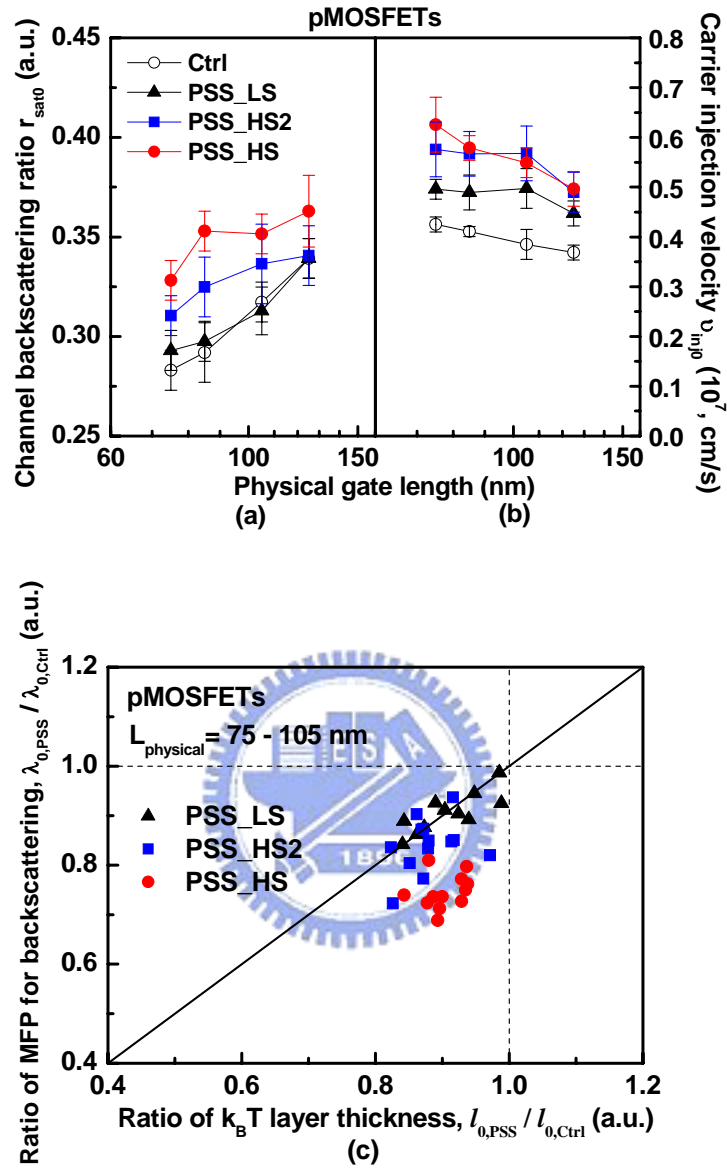 pMOSFETs
Channel backscattering ratio r_sat0 (a.u.)
0.45
0.40
0.35
0.30
0.25
Ctrl
PSS_LS
PSS_HS2
PSS_HS
0.8
0.7
0.6
0.5
0.4
0.3
0.2
0.1
0.0
Carrier injection velocity υ_inj0 (10^7, cm/s)
60 100 150 100 150
Physical gate length (nm)
(a) (b)
Ratio of MFP for backscattering, λ_0,PSS / λ_0,Ctrl (a.u.)
1.2
1.0
0.8
0.6
0.4
pMOSFETs
L_physical = 75 - 105 nm
PSS_LS
PSS_HS2
PSS_HS
E S A
1896
0.4 0.6 0.8 1.0 1.2
Ratio of k_BT layer thickness, l_0,PSS / l_0,Ctrl (a.u.)
(c)